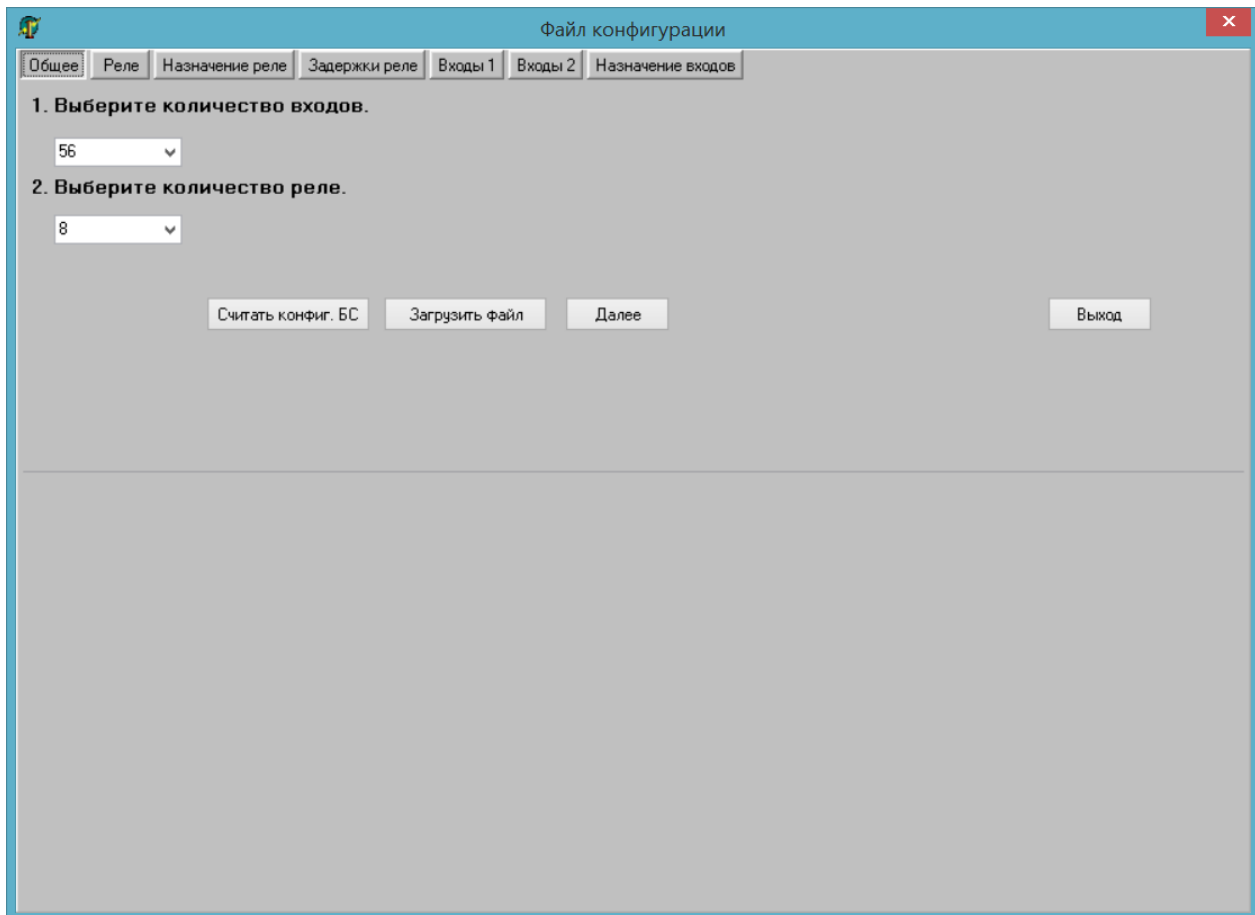 Файл конфигурации
Общее Реле Назначение реле Задержки реле Входы 1 Входы 2 Назначение входов
1. Выберите количество входов.
56
2. Выберите количество реле.
8
Считать конфиг. БС Загрузить файл Далее Выход